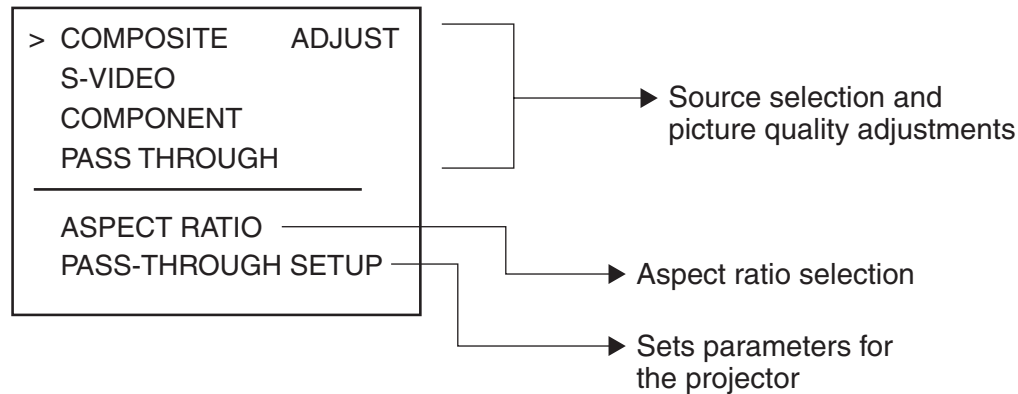 > COMPOSITE ADJUST
S-VIDEO
COMPONENT
PASS THROUGH
ASPECT RATIO
PASS-THROUGH SETUP
Source selection and
picture quality adjustments
Aspect ratio selection
Sets parameters for
the projector